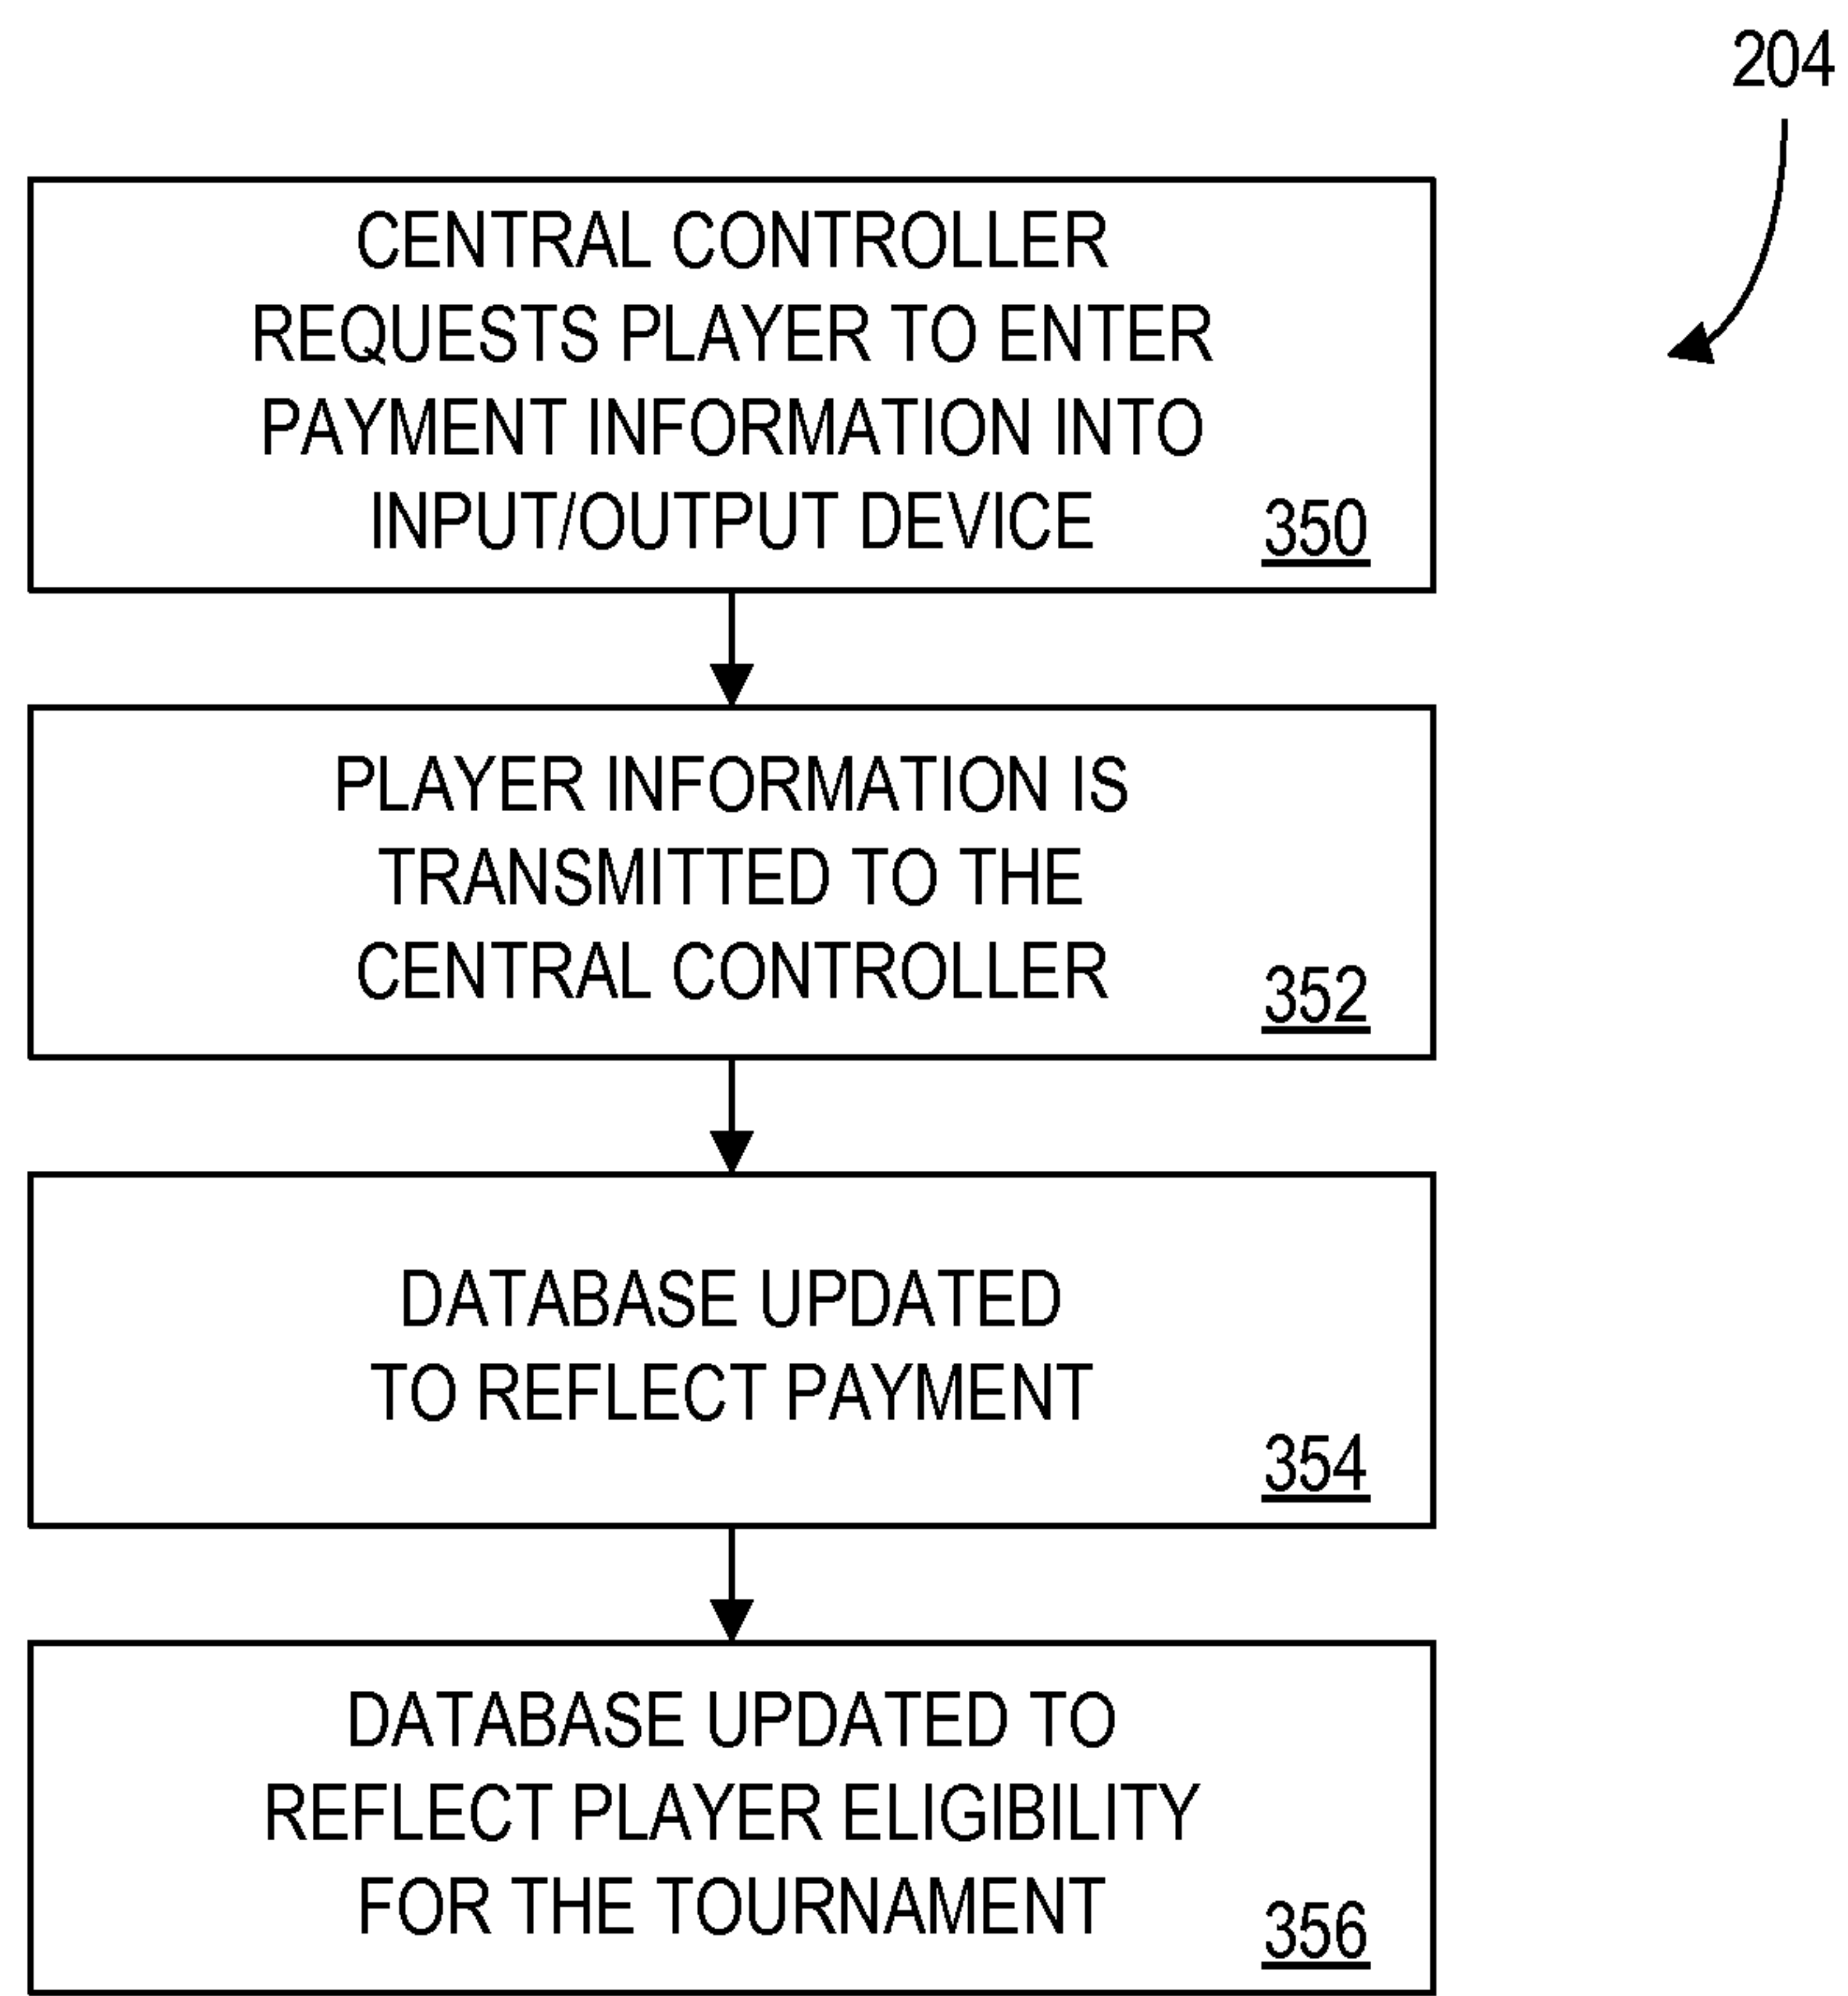 204
CENTRAL CONTROLLER
REQUESTS PLAYER TO ENTER
PAYMENT INFORMATION INTO
INPUT/OUTPUT DEVICE
350
PLAYER INFORMATION IS
TRANSMITTED TO THE
CENTRAL CONTROLLER
352
DATABASE UPDATED
TO REFLECT PAYMENT
354
DATABASE UPDATED TO
REFLECT PLAYER ELIGIBILITY
FOR THE TOURNAMENT
356